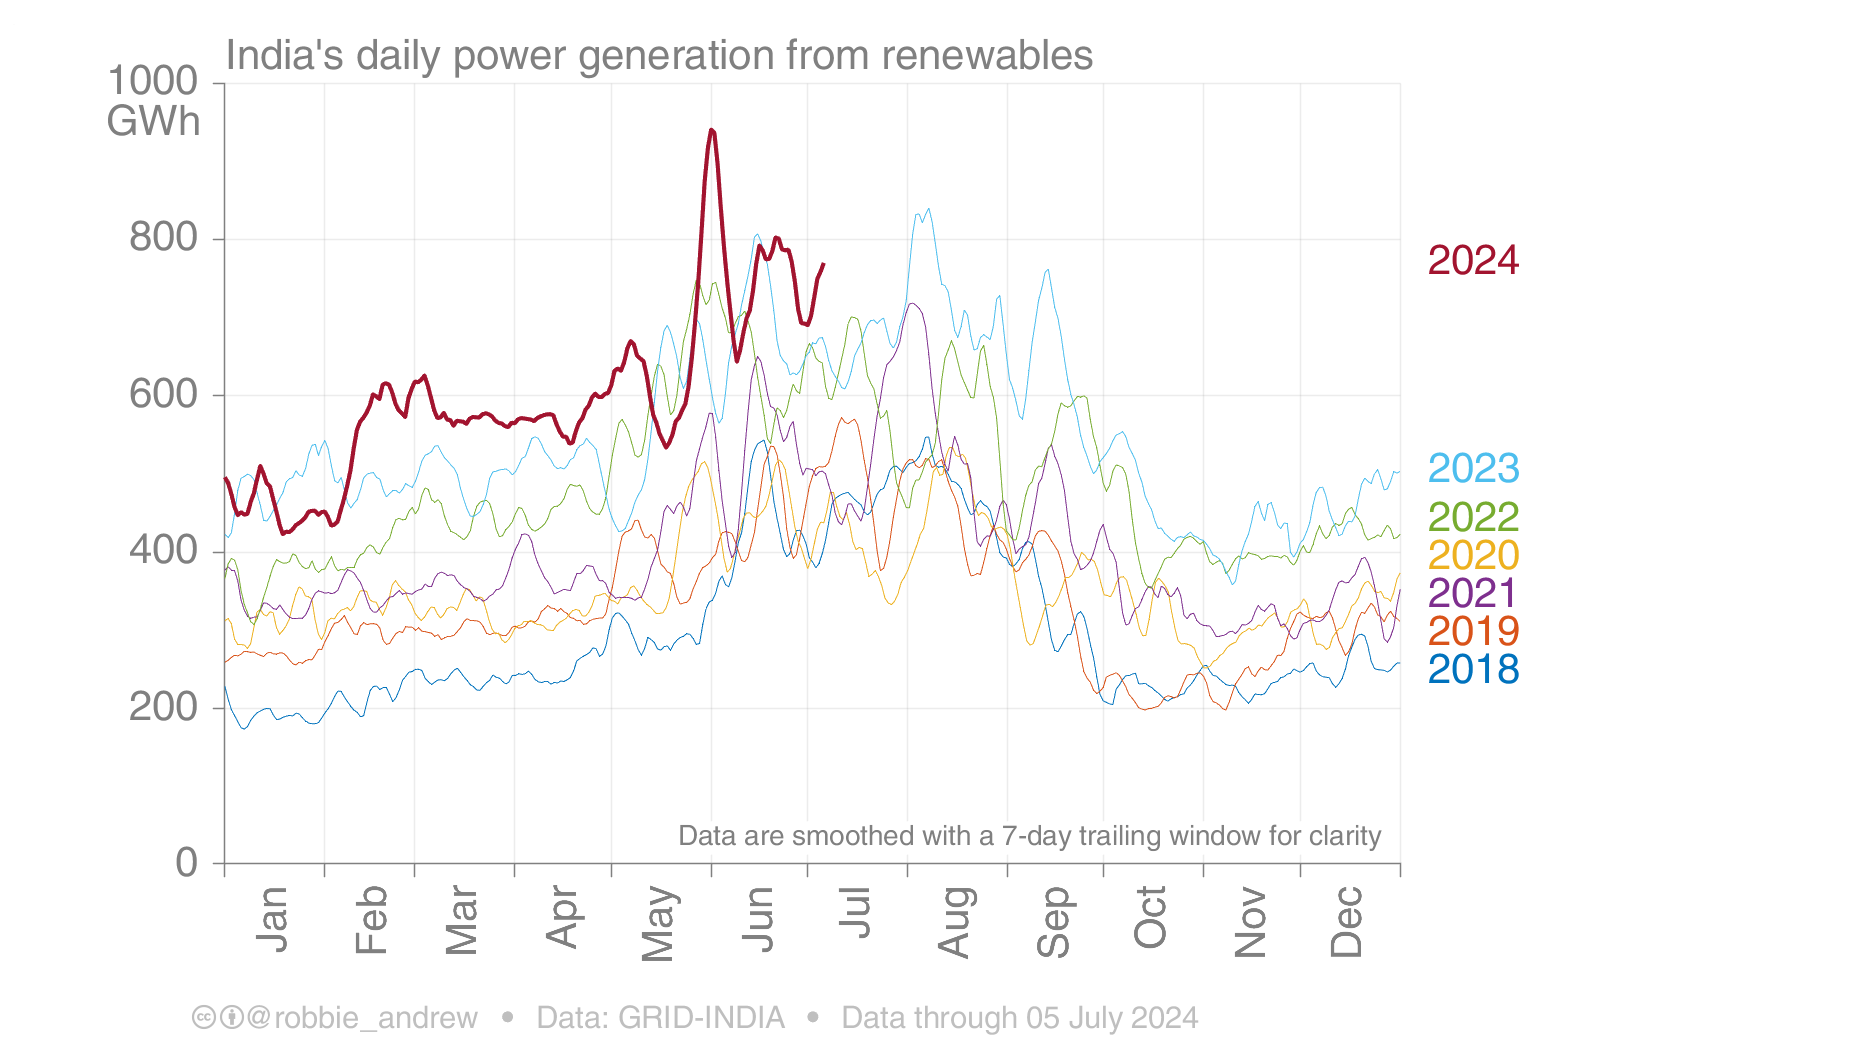 India's daily power generation from renewables
1000
GWh
800
600
400
200
0
2024
2023
2022
2020
2021
2019
2018
Data are smoothed with a 7-day trailing window for clarity
Jan
Feb
Mar
Apr
May
Jun
Jul
Aug
Sep
Oct
Nov
Dec
cc @robbie_andrew • Data: GRID-INDIA • Data through 05 July 2024